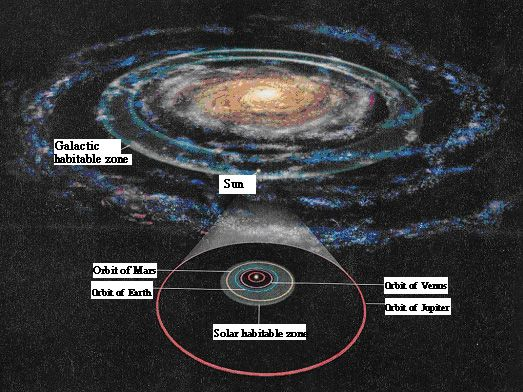 Galactic
habitable zone
Sun
Orbit of Mars
Orbit of Earth
Orbit of Venus
Orbit of Jupiter
Solar habitable zone